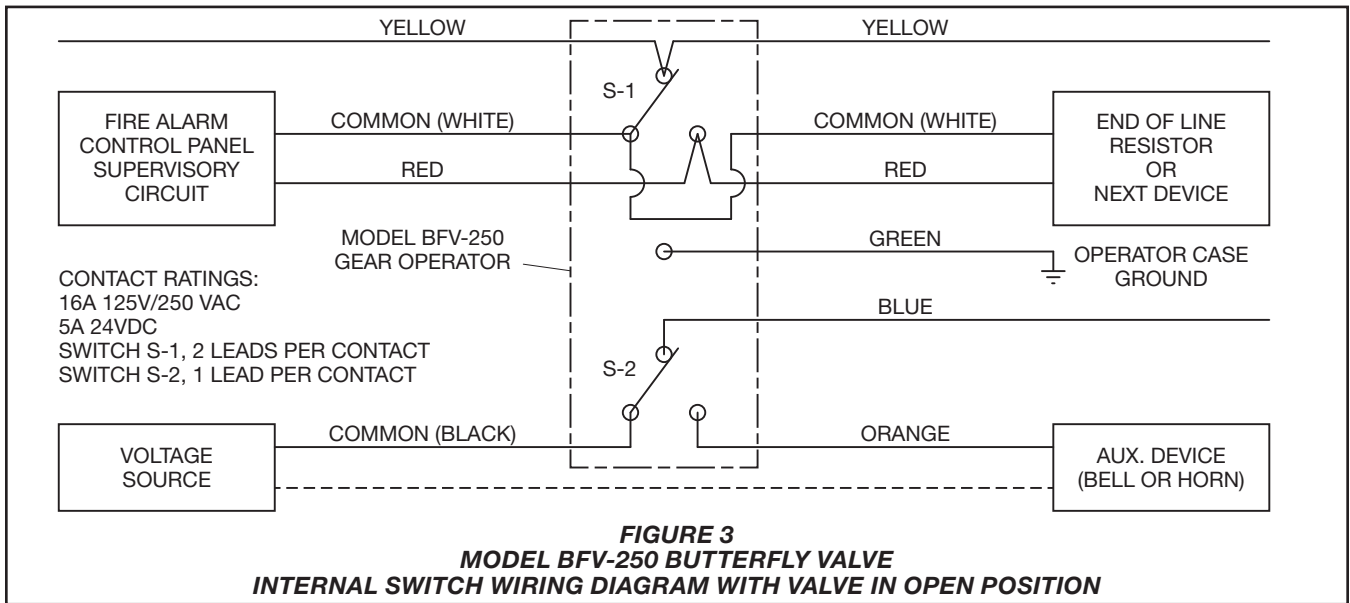 YELLOW
YELLOW
S-1
FIRE ALARM
CONTROL PANEL
SUPERVISORY
CIRCUIT
COMMON (WHITE)
COMMON (WHITE)
END OF LINE
RESISTOR
OR
NEXT DEVICE
RED
RED
MODEL BFV-250
GEAR OPERATOR
GREEN
OPERATOR CASE
GROUND
CONTACT RATINGS:
16A 125V/250 VAC
5A 24VDC
SWITCH S-1, 2 LEADS PER CONTACT
SWITCH S-2, 1 LEAD PER CONTACT
BLUE
S-2
VOLTAGE
SOURCE
COMMON (BLACK)
ORANGE
AUX. DEVICE
(BELL OR HORN)
FIGURE 3
MODEL BFV-250 BUTTERFLY VALVE
INTERNAL SWITCH WIRING DIAGRAM WITH VALVE IN OPEN POSITION